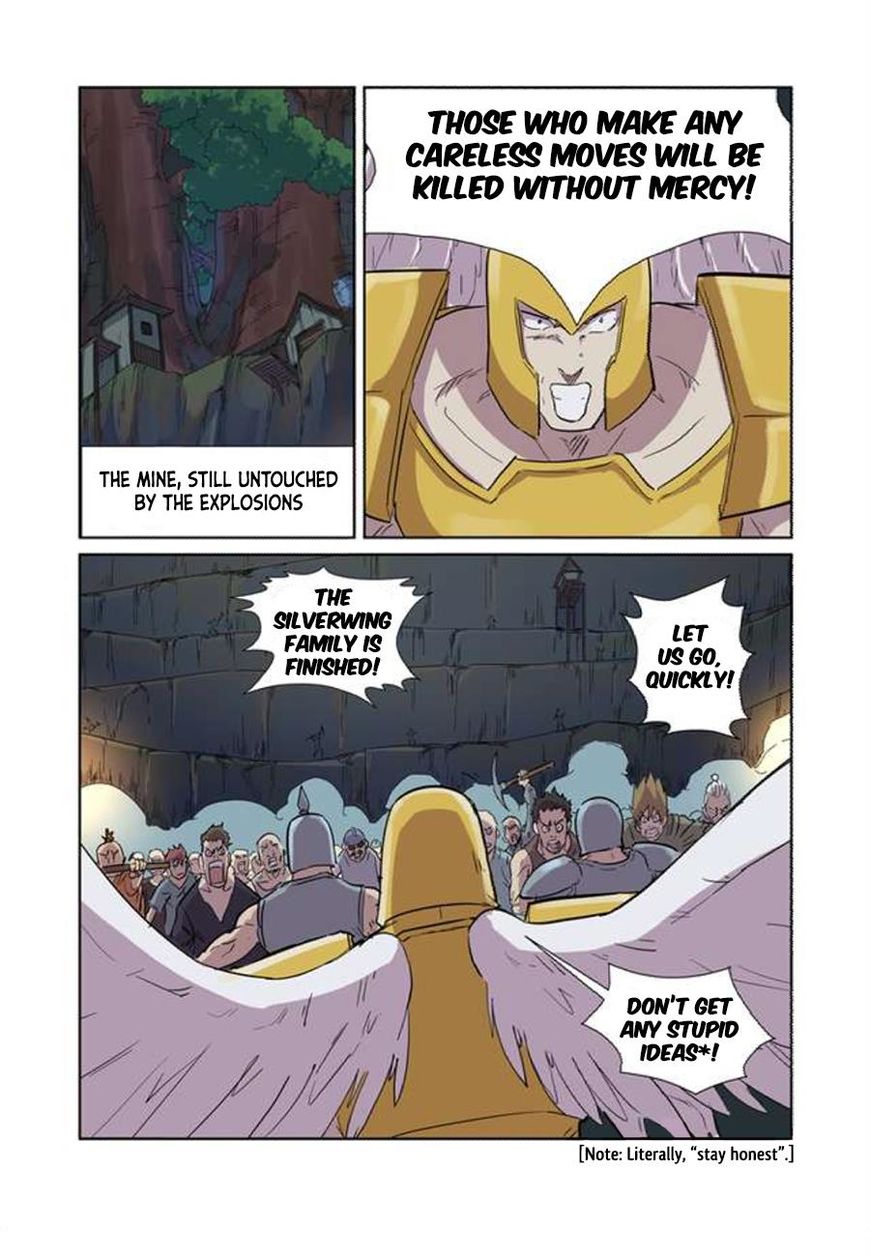 THE MINE, STILL UNTOUCHED
BY THE EXPLOSIONS
THOSE WHO MAKE ANY
CARELESS MOVES WILL BE
KILLED WITHOUT MERCY!
THE
SILVERWING
FAMILY IS
FINISHED!
LET
US GO,
QUICKLY!
DON'T GET
ANY STUPID
IDEAS*!
[Note: Literally, "stay honest".]